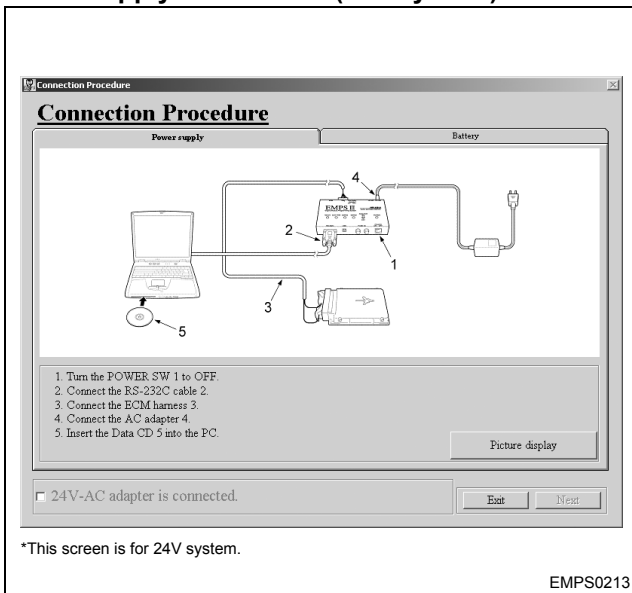 Connection Procedure
Connection Procedure
Power supply
Battery
4
EMPS II
2
1
3
5
1. Turn the POWER SW 1 to OFF.
2. Connect the RS-232C cable 2.
3. Connect the ECM harness 3.
4. Connect the AC adapter 4.
5. Insert the Data CD 5 into the PC.
Picture display
24V-AC adapter is connected.
Exit
Next
*This screen is for 24V system.
EMPS0213